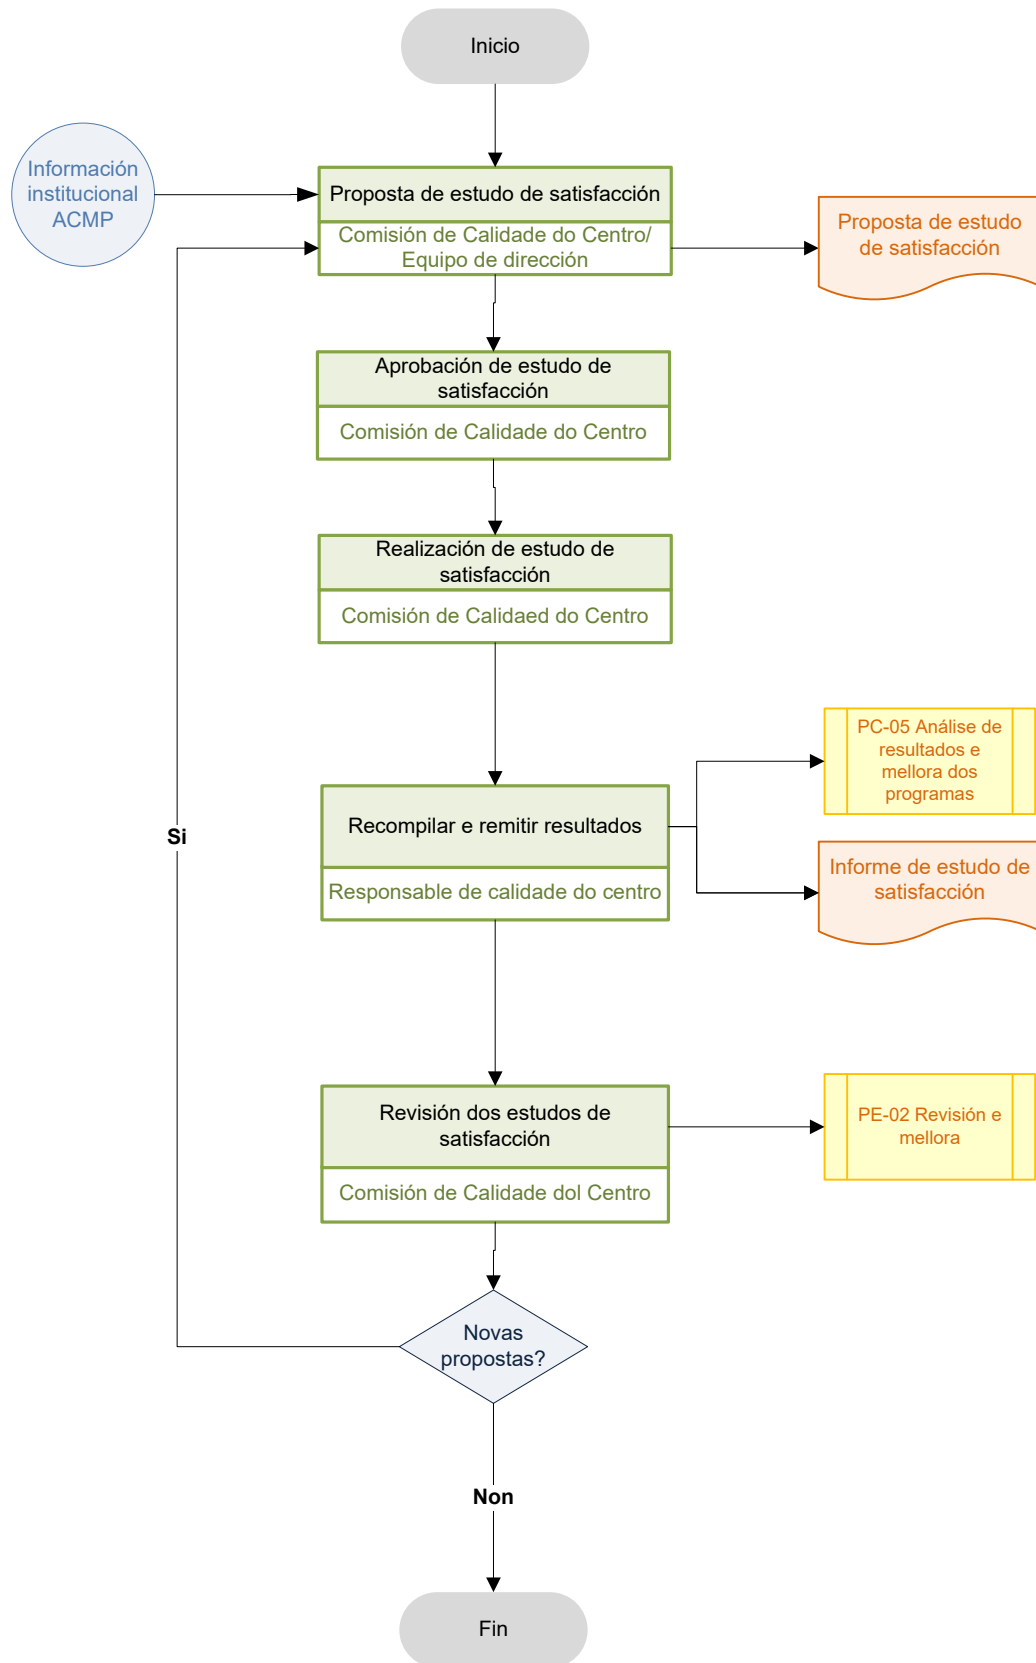 Inicio
Información
institucional
ACMP
Proposta de estudo de satisfacción
Comisión de Calidade do Centro/
Equipo de dirección
Proposta de estudo
de satisfacción
Aprobación de estudo de
satisfacción
Comisión de Calidade do Centro
Realización de estudo de
satisfacción
Comisión de Calidaed do Centro
PC-05 Análise de
resultados e
mellora dos
programas
Recompilar e remitir resultados
Responsable de calidade do centro
Informe de estudo de
satisfacción
Si
Revisión dos estudos de
satisfacción
Comisión de Calidade dol Centro
PE-02 Revisión e
mellora
Novas
propostas?
Non
Fin